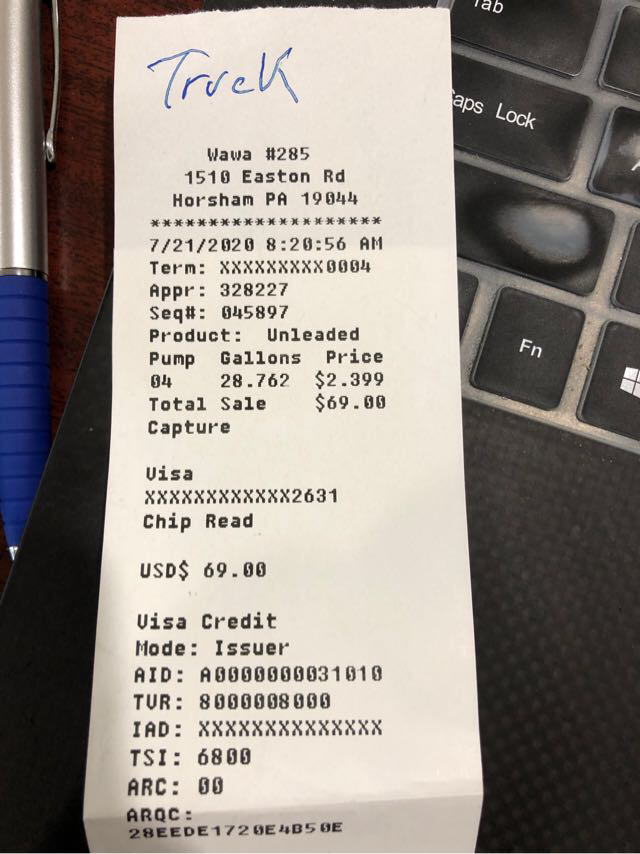 Truck
Wawa #285
1510 Easton Rd
Horsham PA 19044
********************
7/21/2020 8:20:56 AM
Term: XXXXXXXXX0004
Appr: 328227
Seq#: 045897
Product: Unleaded
Pump Gallons Price
04 28.762 $2.399
Total Sale $69.00
Capture
Visa
XXXXXXXXXXXX2631
Chip Read
USD$ 69.00
Visa Credit
Mode: Issuer
AID: A0000000031010
TVR: 8000008000
IAD: XXXXXXXXXXXXXX
TSI: 6800
ARC: 00
ARQC:
28EEDE1720E4B50E
Tab
Caps Lock
Fn